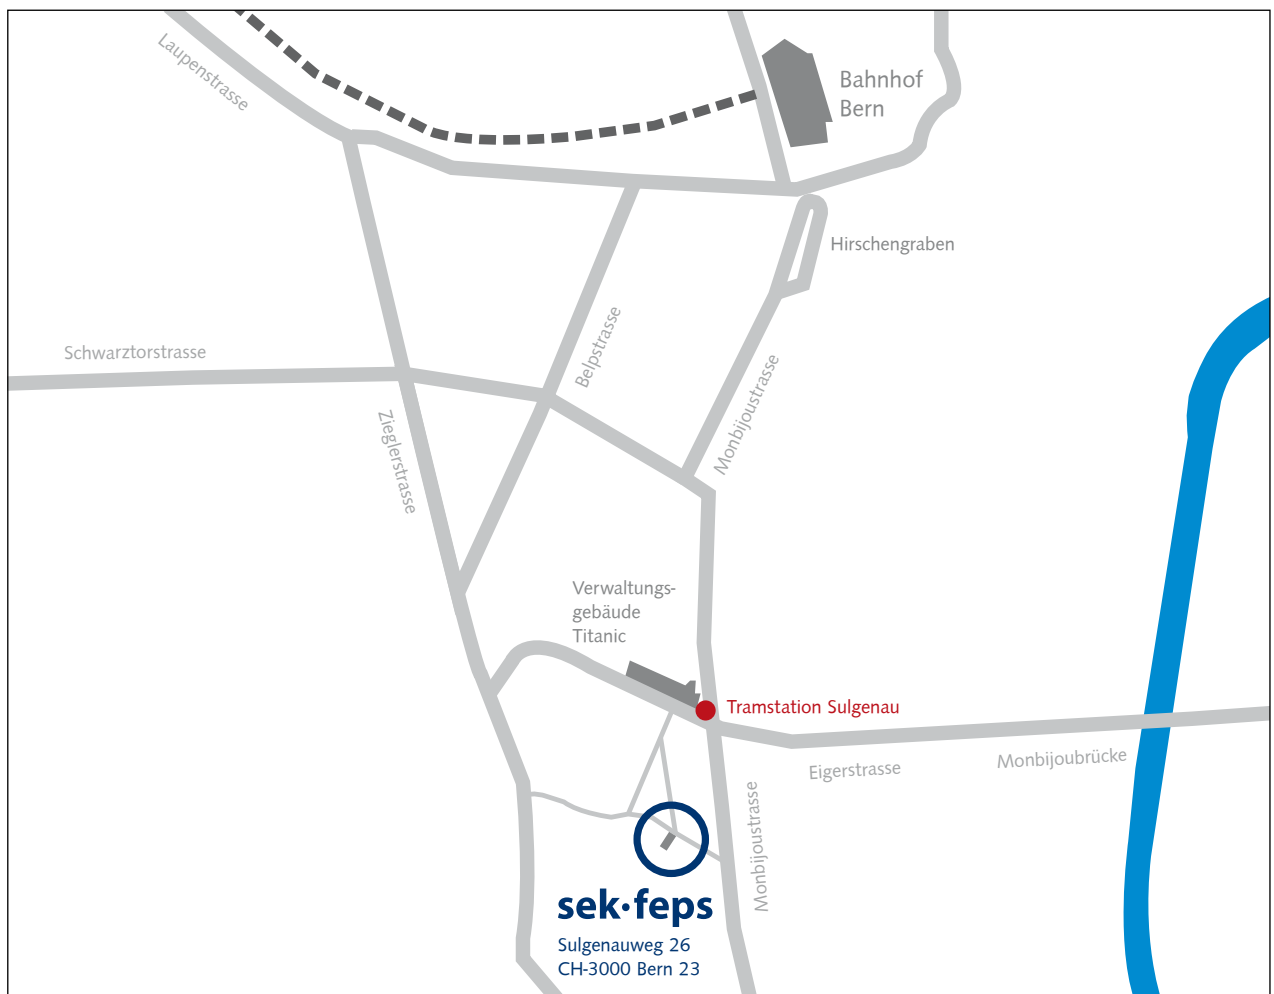 Laupenstrasse
Bahnhof
Bern
Hirschengraben
Schwarztorstrasse
Belpstrasse
Monbijoustrasse
Zieglerstrasse
Verwaltungs-
gebäude
Titanic
Tramstation Sulgenau
Monbijoubrücke
Eigerstrasse
Monbijoustrasse
sek·feps
Sulgenauweg 26
CH-3000 Bern 23